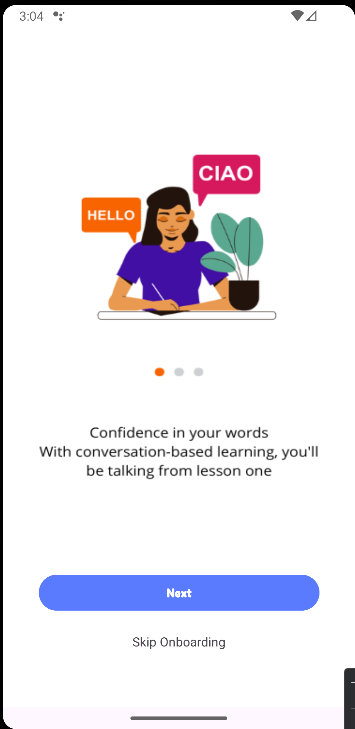 3:04
CIAO
HELLO
Confidence in your words
With conversation-based learning, you'll
be talking from lesson one
Next
Skip Onboarding